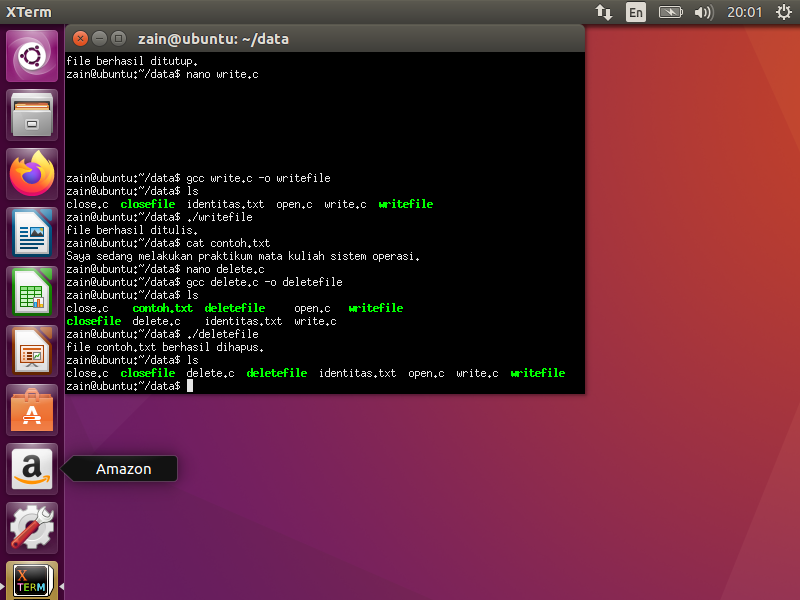 XTerm
En
20:01
zain@ubuntu: ~/data
file berhasil ditutup.
zain@ubuntu:~/data$ nano write.c
zain@ubuntu:~/data$ gcc write.c -o writefile
zain@ubuntu:~/data$ ls
close.c  closefile  identitas.txt  open.c  write.c  writefile
zain@ubuntu:~/data$ ./writefile
file berhasil ditulis.
zain@ubuntu:~/data$ cat contoh.txt
Saya sedang melakukan praktikum mata kuliah sistem operasi.
zain@ubuntu:~/data$ nano delete.c
zain@ubuntu:~/data$ gcc delete.c -o deletefile
zain@ubuntu:~/data$ ls
close.c    contoh.txt  deletefile     open.c   writefile
closefile  delete.c    identitas.txt  write.c
zain@ubuntu:~/data$ ./deletefile
file contoh.txt berhasil dihapus.
zain@ubuntu:~/data$ ls
close.c  closefile  delete.c  deletefile  identitas.txt  open.c  write.c  writefile
zain@ubuntu:~/data$
A
a
Amazon
X
TERM